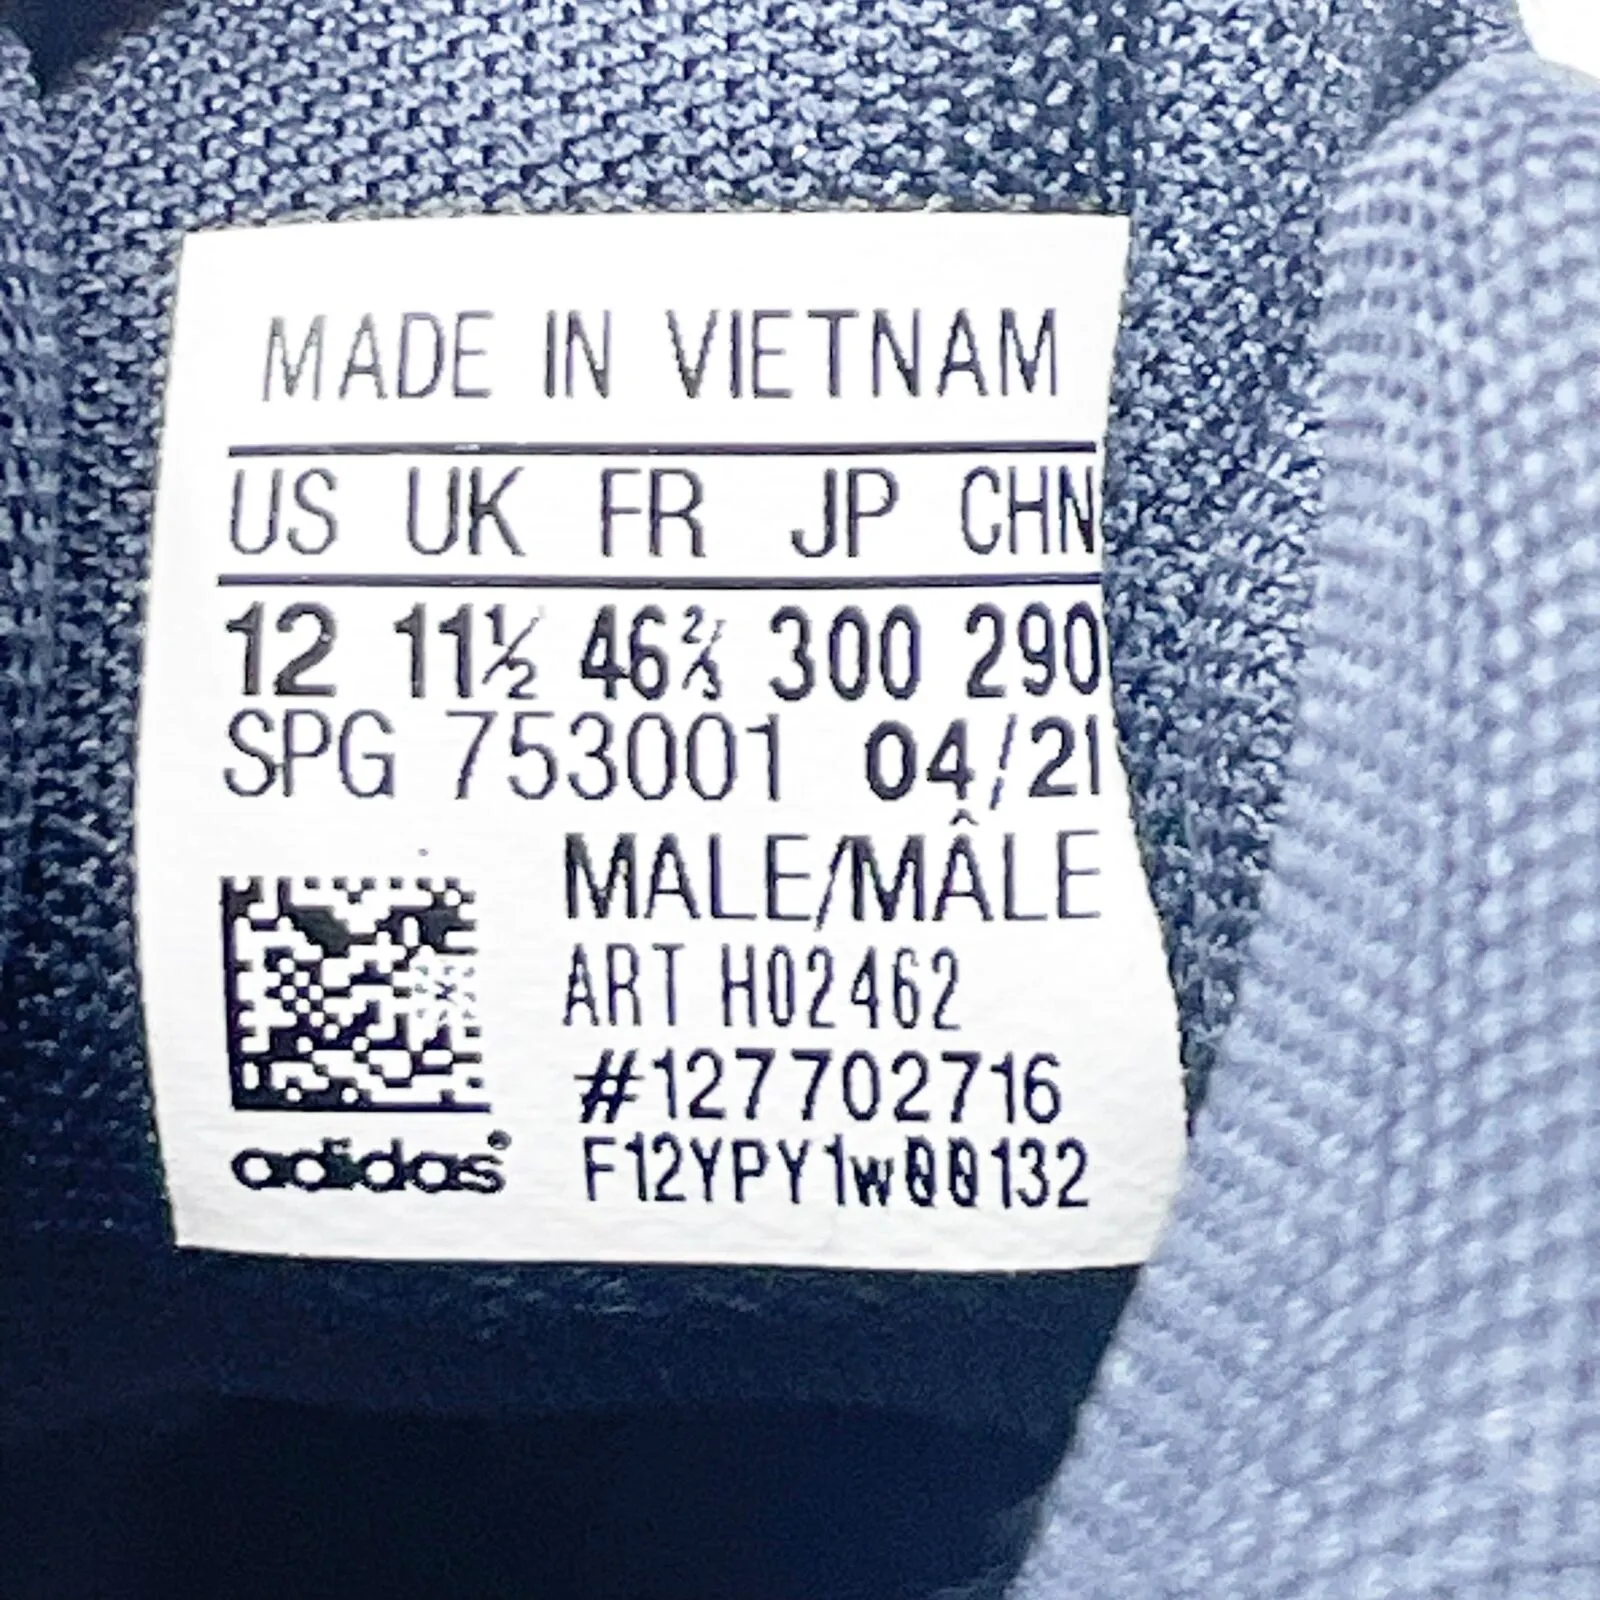 MADE IN VIETNAM
US UK FR JP CHN
12 11½ 46⅔ 300 290
SPG 753001 04/21
MALE/MÂLE
ART H02462
#127702716
adidas®
F12YPY1w00132